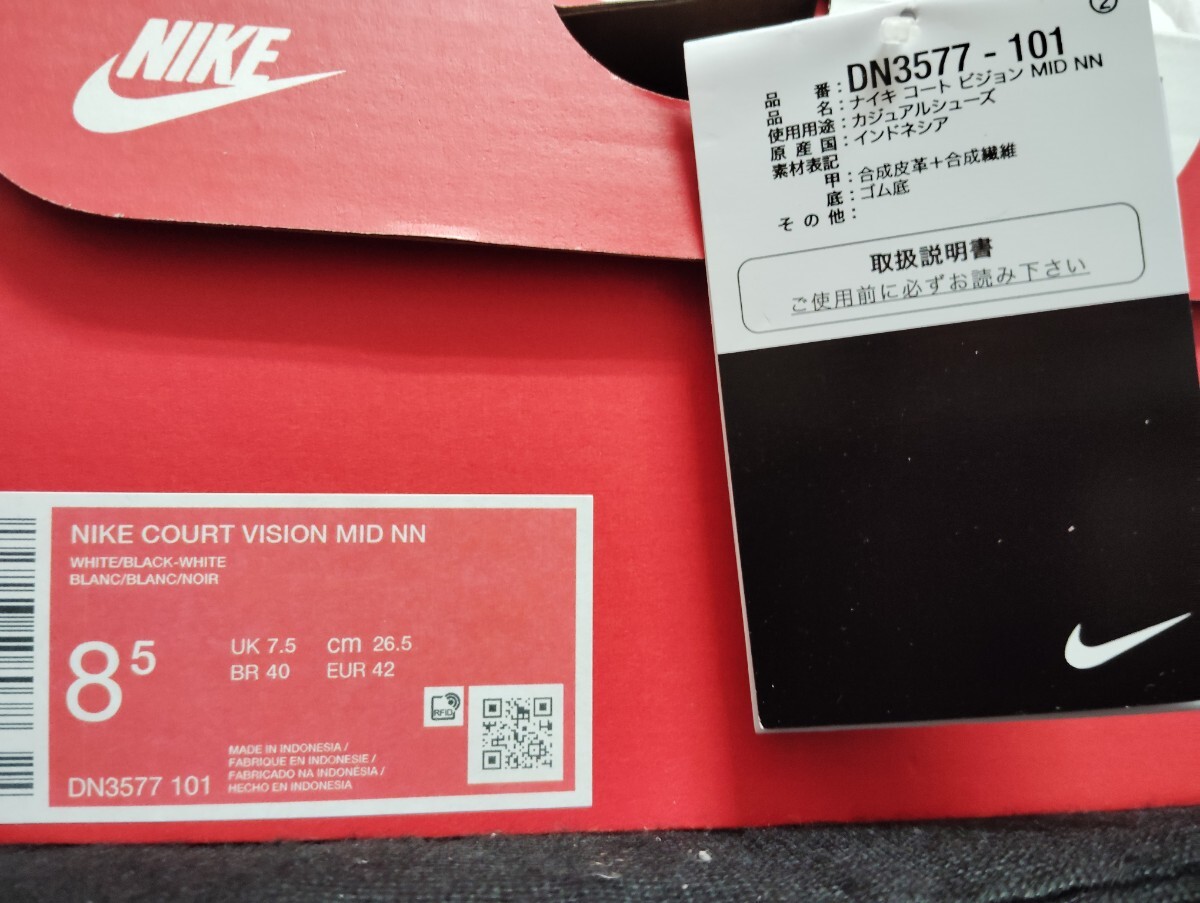 NIKE
②
品番：DN3577 - 101
品名：ナイキ コート ビジョン MID NN
使用用途：カジュアルシューズ
原産国：インドネシア
素材表記
甲：合成皮革＋合成繊維
底：ゴム底
その他：
取扱説明書
ご使用前に必ずお読み下さい
NIKE COURT VISION MID NN
WHITE/BLACK-WHITE
BLANC/BLANC/NOIR
8 5
UK 7.5 cm 26.5
BR 40 EUR 42
RFID
MADE IN INDONESIA /
FABRIQUE EN INDONESIE /
FABRICADO NA INDONÉSIA /
HECHO EN INDONESIA
DN3577 101